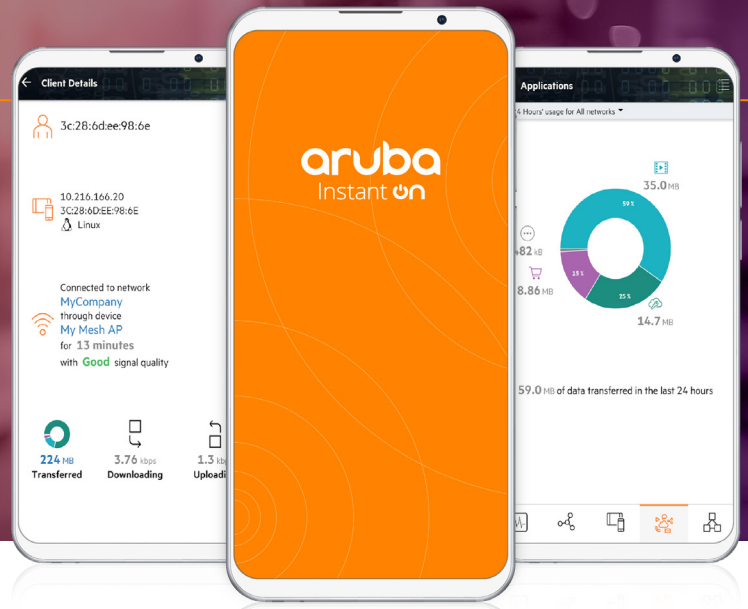 Client Details
3c:28:6d:ee:98:6e
10.216.166.20
3C:28:6D:EE:98:6E
Linux
Connected to network
MyCompany
through device
My Mesh AP
for 13 minutes
with Good signal quality
224 MB
Transferred
3.76 kbps
Downloading
1.3
aruba
Instant on
Applications
Hours' usage for All networks
35.0 MB
59 %
82 kB
15 %
8.86 MB
25 %
14.7 MB
59.0 MB of data transferred in the last 24 hours